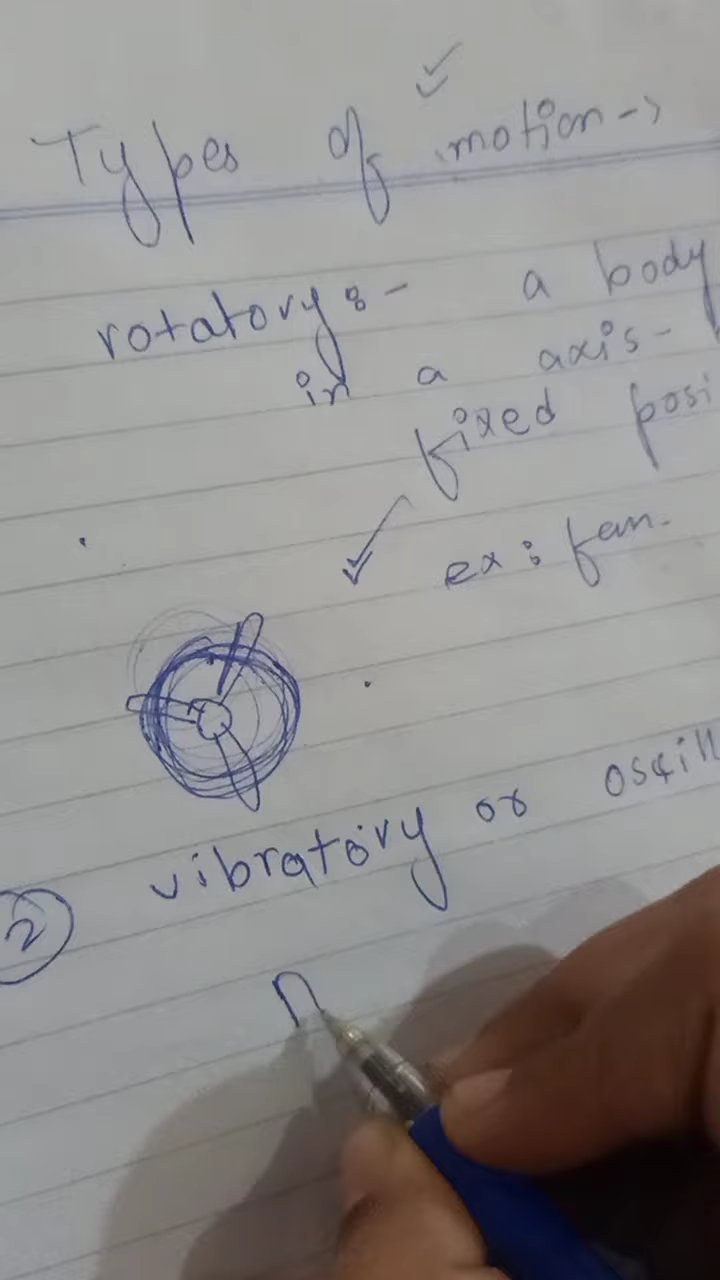 Types of motion->
rotatory:- a body
in a axis-
fixed posi
ex: fan.
2 vibratory or oscill